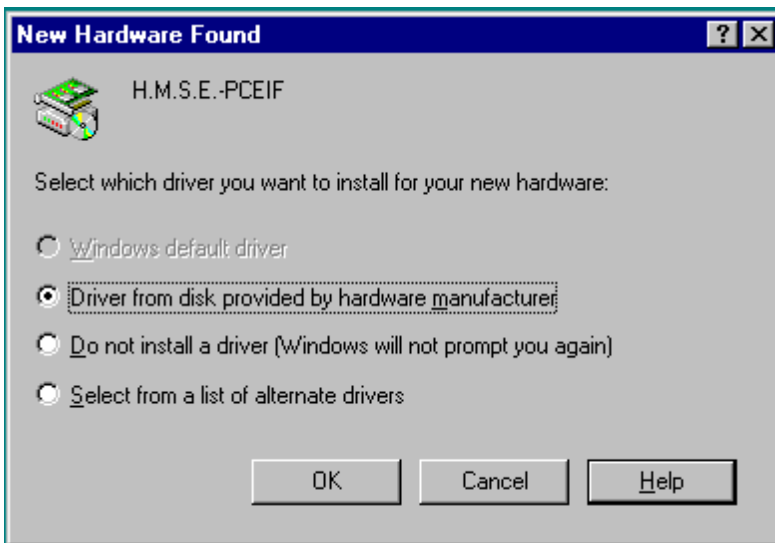 New Hardware Found
H.M.S.E.-PCEIF
Select which driver you want to install for your new hardware:
Windows default driver
Driver from disk provided by hardware manufacturer
Do not install a driver (Windows will not prompt you again)
Select from a list of alternate drivers
OK Cancel Help